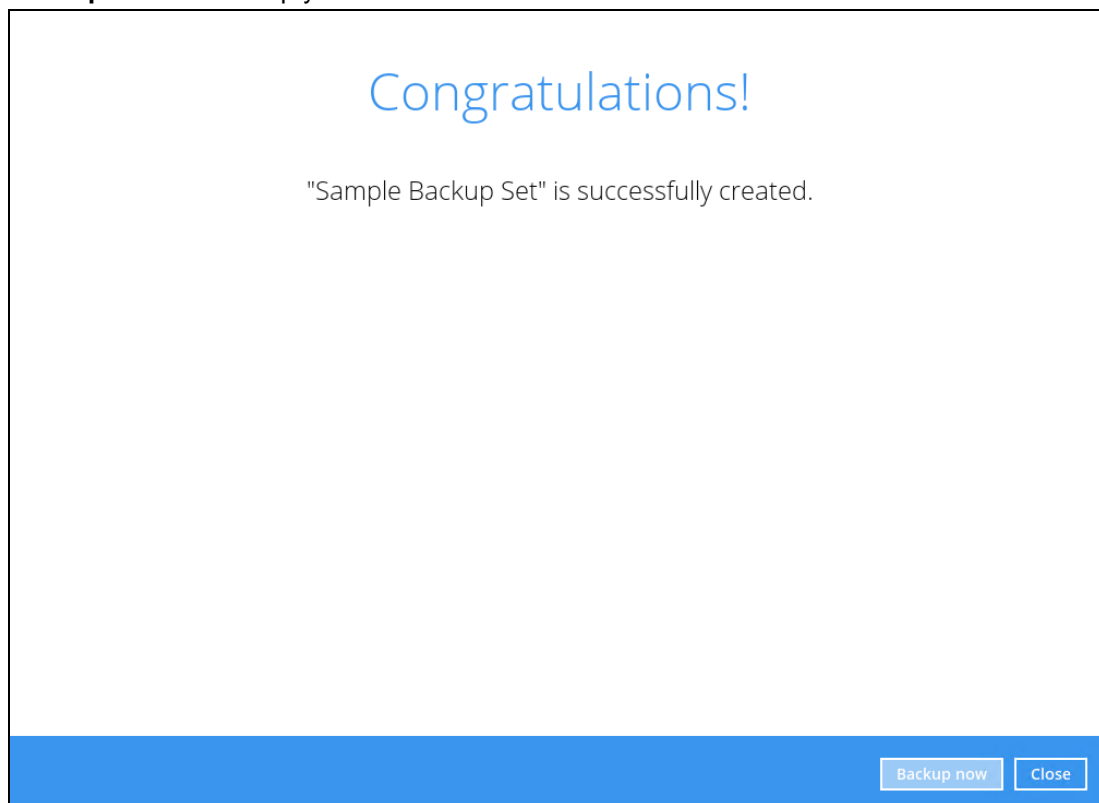 Congratulations!
"Sample Backup Set" is successfully created.
Backup now Close